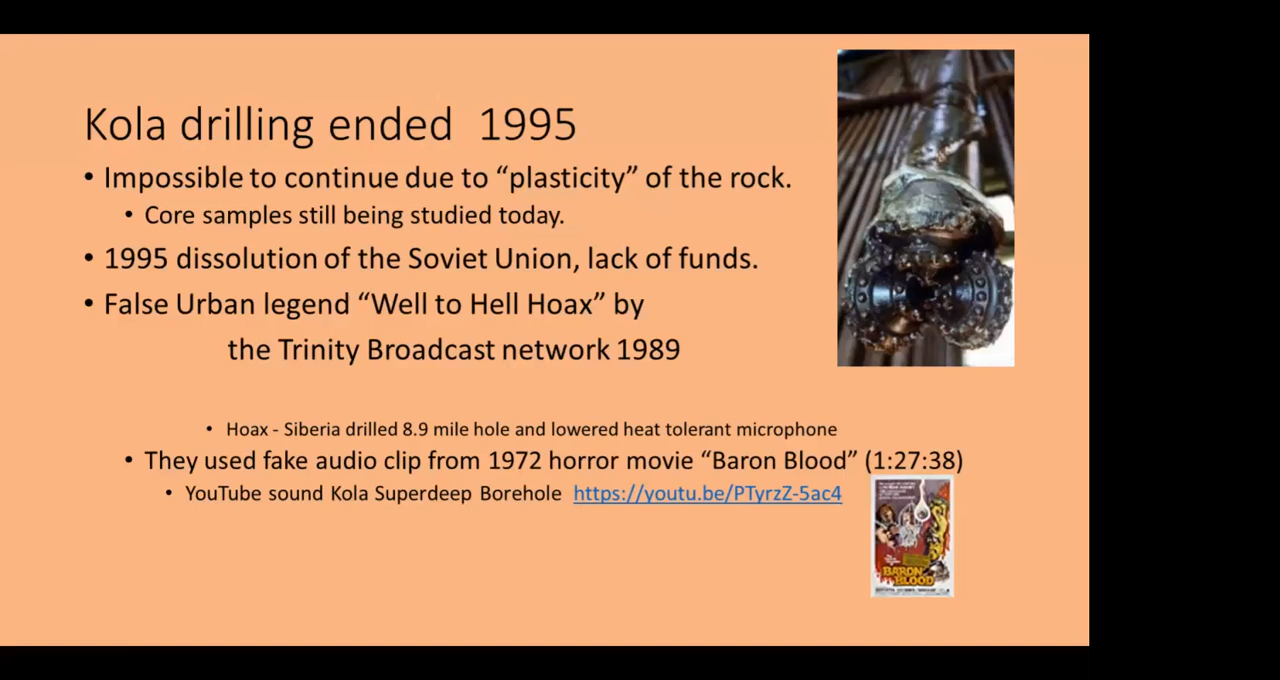 Kola drilling ended 1995
• Impossible to continue due to “plasticity” of the rock.
• Core samples still being studied today.
• 1995 dissolution of the Soviet Union, lack of funds.
• False Urban legend “Well to Hell Hoax” by
the Trinity Broadcast network 1989
• Hoax - Siberia drilled 8.9 mile hole and lowered heat tolerant microphone
• They used fake audio clip from 1972 horror movie “Baron Blood” (1:27:38)
• YouTube sound Kola Superdeep Borehole https://youtu.be/PTyrzZ-5ac4
BARON
BLOOD